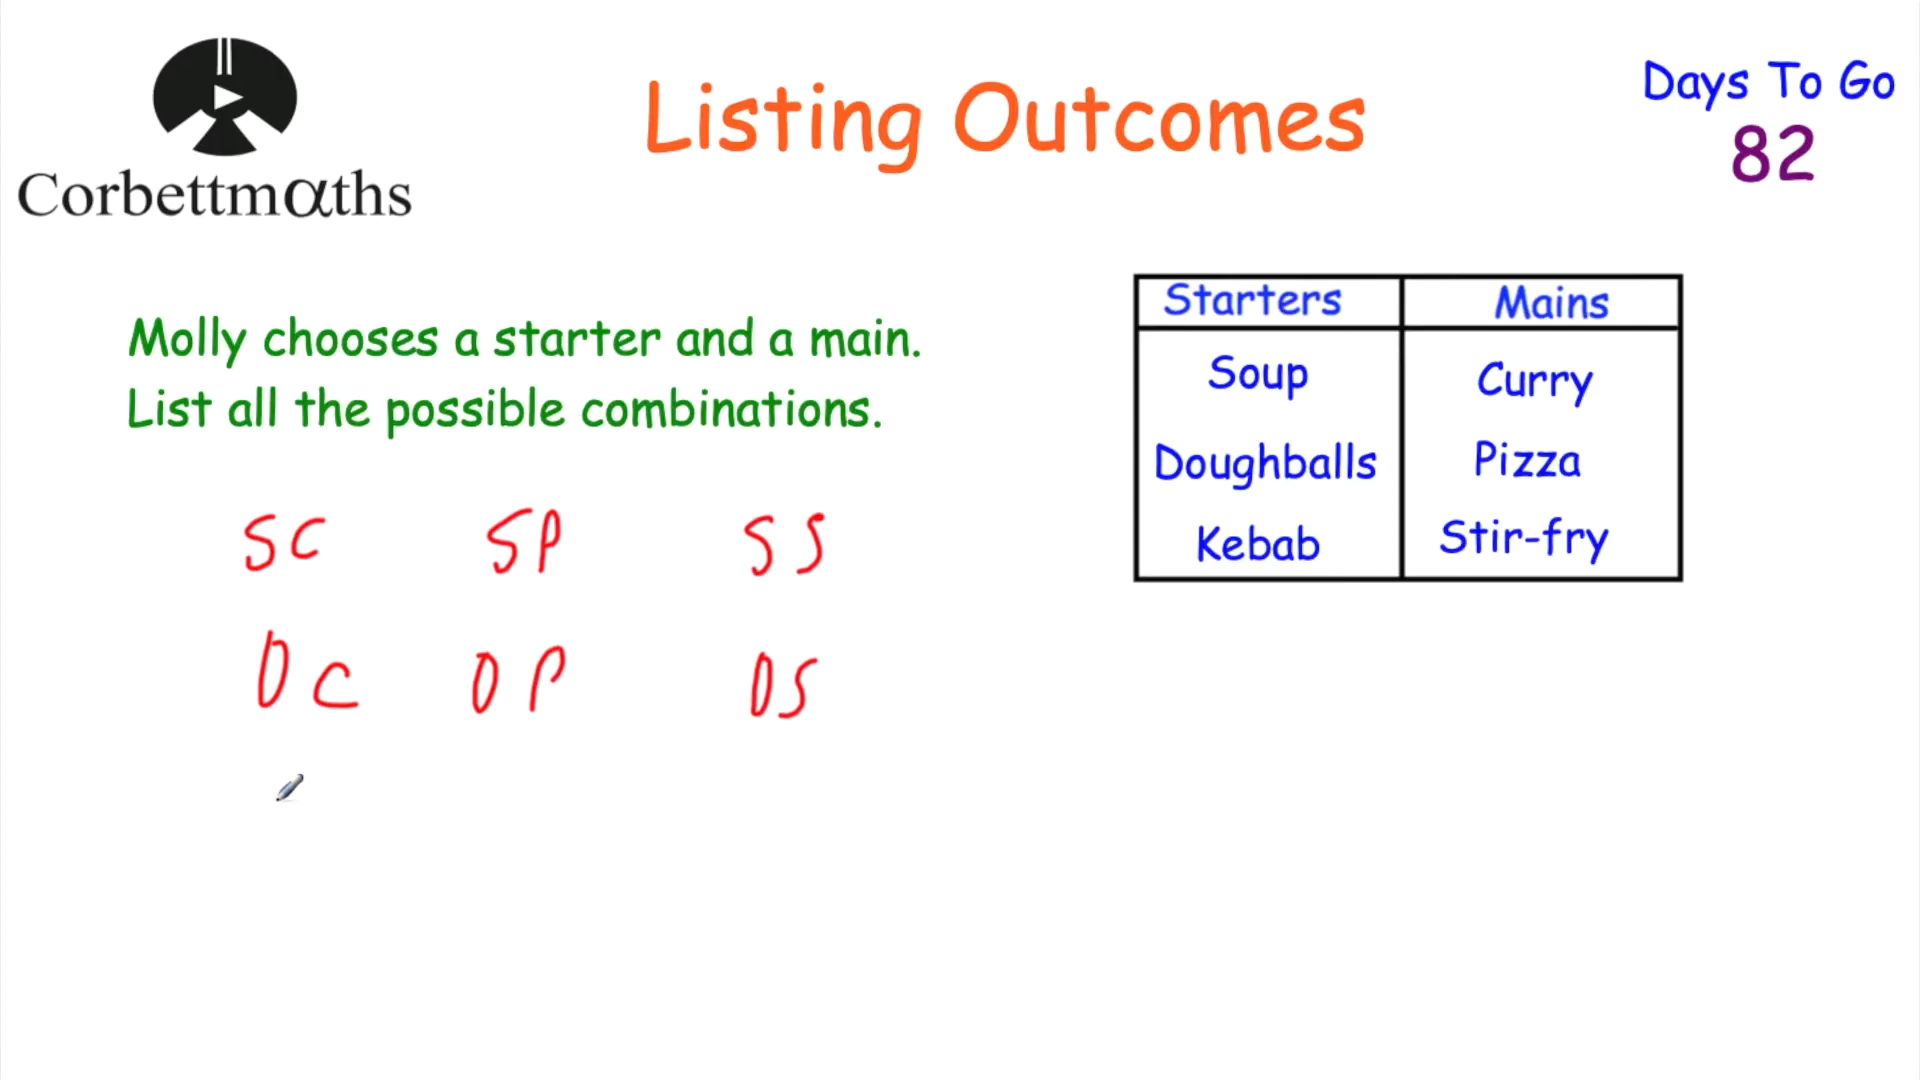 Corbettmαths
Listing Outcomes
Days To Go
82
Molly chooses a starter and a main.
List all the possible combinations.
Starters Mains
Soup Curry
Doughballs Pizza
Kebab Stir-fry
SC SP SS
DC DP DS